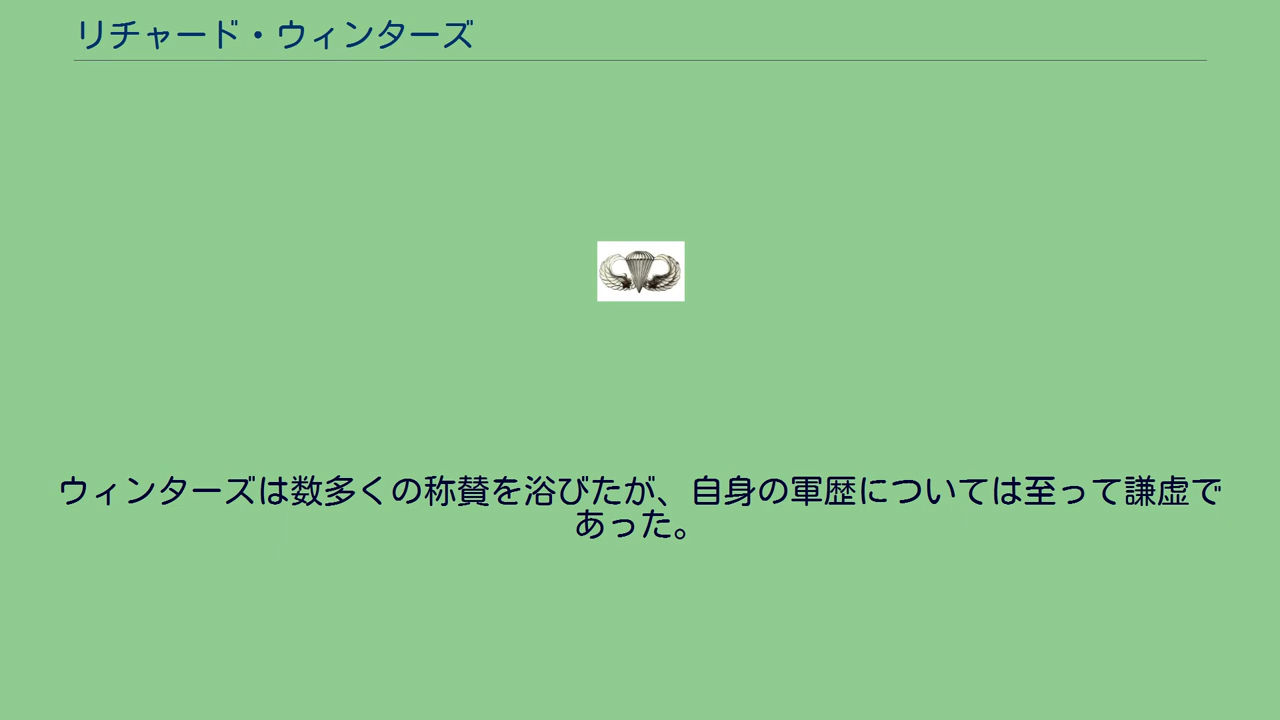 リチャード・ウィンターズ
ウィンターズは数多くの称賛を浴びたが、自身の軍歴については至って謙虚で
あった。